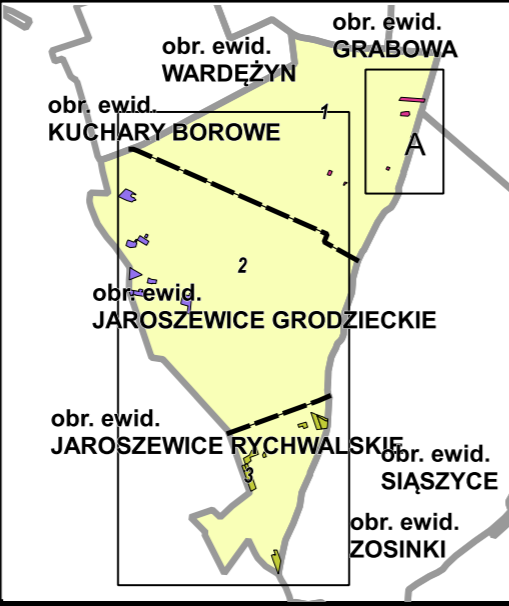 obr. ewid.
GRABOWA
obr. ewid.
WARDĘŻYN
obr. ewid.
KUCHARY BOROWE
1
A
2
obr. ewid.
JAROSZEWICE GRODZIECKIE
obr. ewid.
JAROSZEWICE RYCHWALSKIE
obr. ewid.
SIĄSZYCE
3
obr. ewid.
ZOSINKI